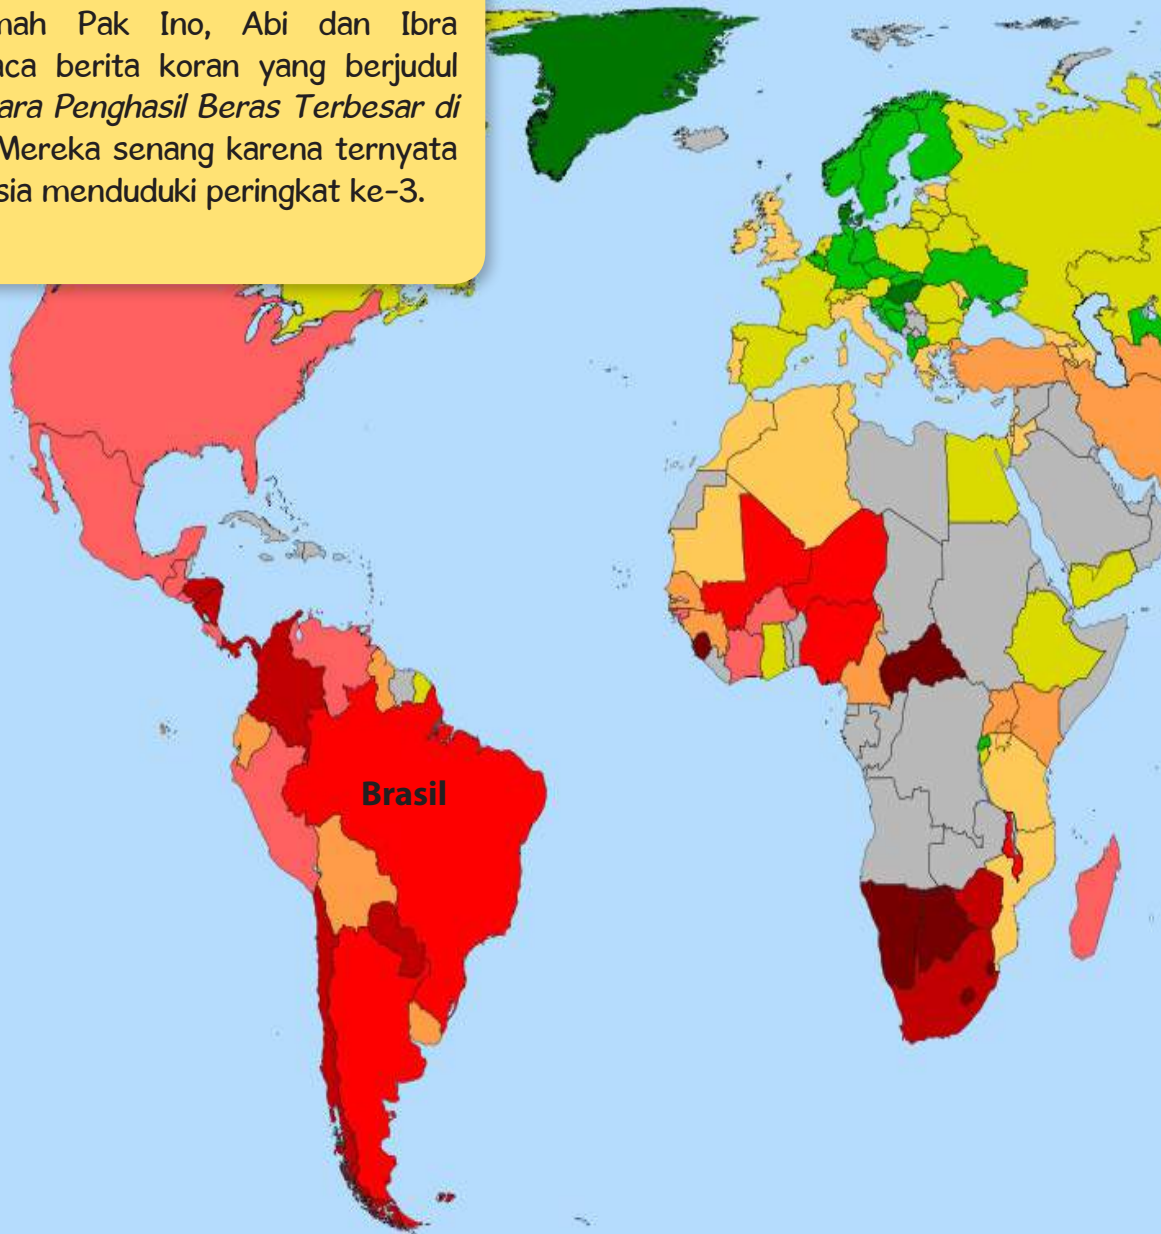 mah Pak Ino, Abi dan Ibra
aca berita koran yang berjudul
ara Penghasil Beras Terbesar di
Mereka senang karena ternyata
sia menduduki peringkat ke-3.
Brasil